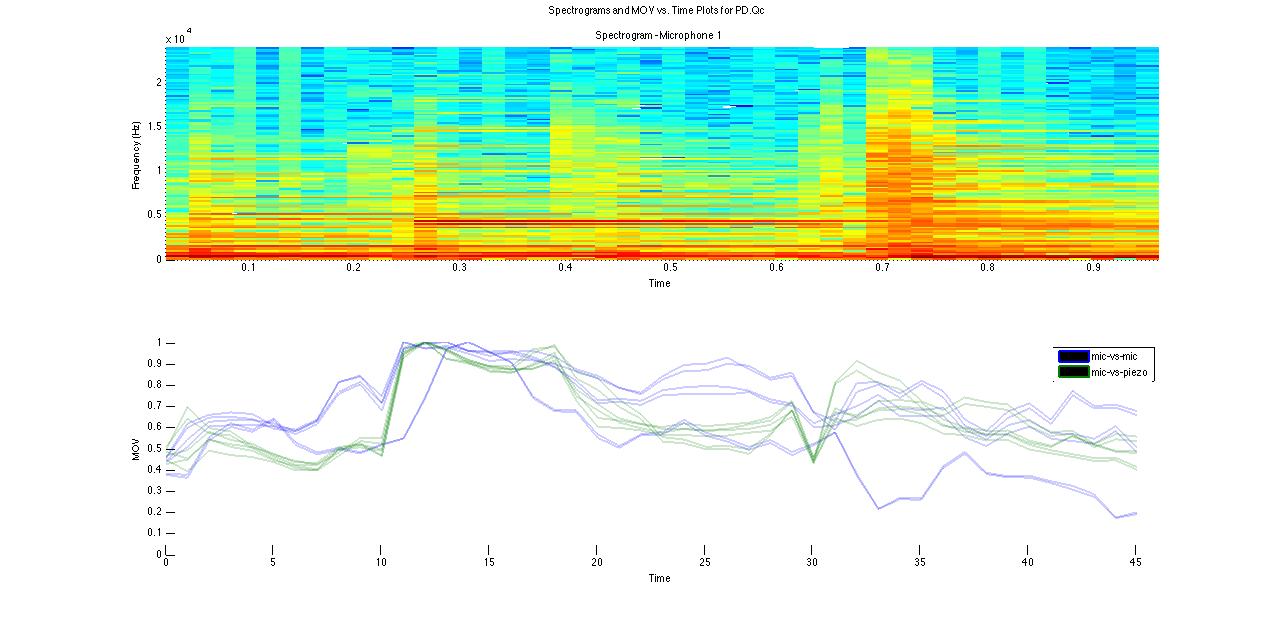 Spectrograms and MOV vs. Time Plots for PD.Qc
Spectrogram - Microphone 1
x 10^4
2
1.5
1
0.5
0
Frequency (Hz)
0.1 0.2 0.3 0.4 0.5 0.6 0.7 0.8 0.9
Time
1
0.9
0.8
0.7
0.6
0.5
0.4
0.3
0.2
0.1
0
MOV
mic-vs-mic
mic-vs-piezo
0 5 10 15 20 25 30 35 40 45
Time